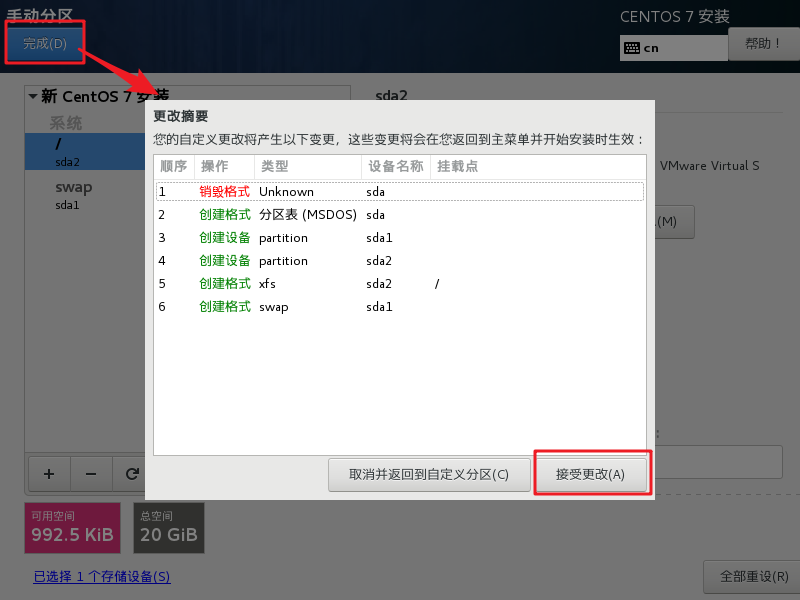 手动分区
CENTOS 7 安装
完成(D)
cn
帮助！
新 CentOS 7 安装
sda2
系统
/
sda2
swap
sda1
VMware Virtual S
(M)
更改摘要
您的自定义更改将产生以下变更，这些变更将会在您返回到主菜单并开始安装时生效：
顺序 操作 类型 设备名称 挂载点
1 销毁格式 Unknown sda
2 创建格式 分区表 (MSDOS) sda
3 创建设备 partition sda1
4 创建设备 partition sda2
5 创建格式 xfs sda2 /
6 创建格式 swap sda1
取消并返回到自定义分区(C)
接受更改(A)
+ − 
可用空间
992.5 KiB
总空间
20 GiB
已选择 1 个存储设备(S)
全部重设(R)